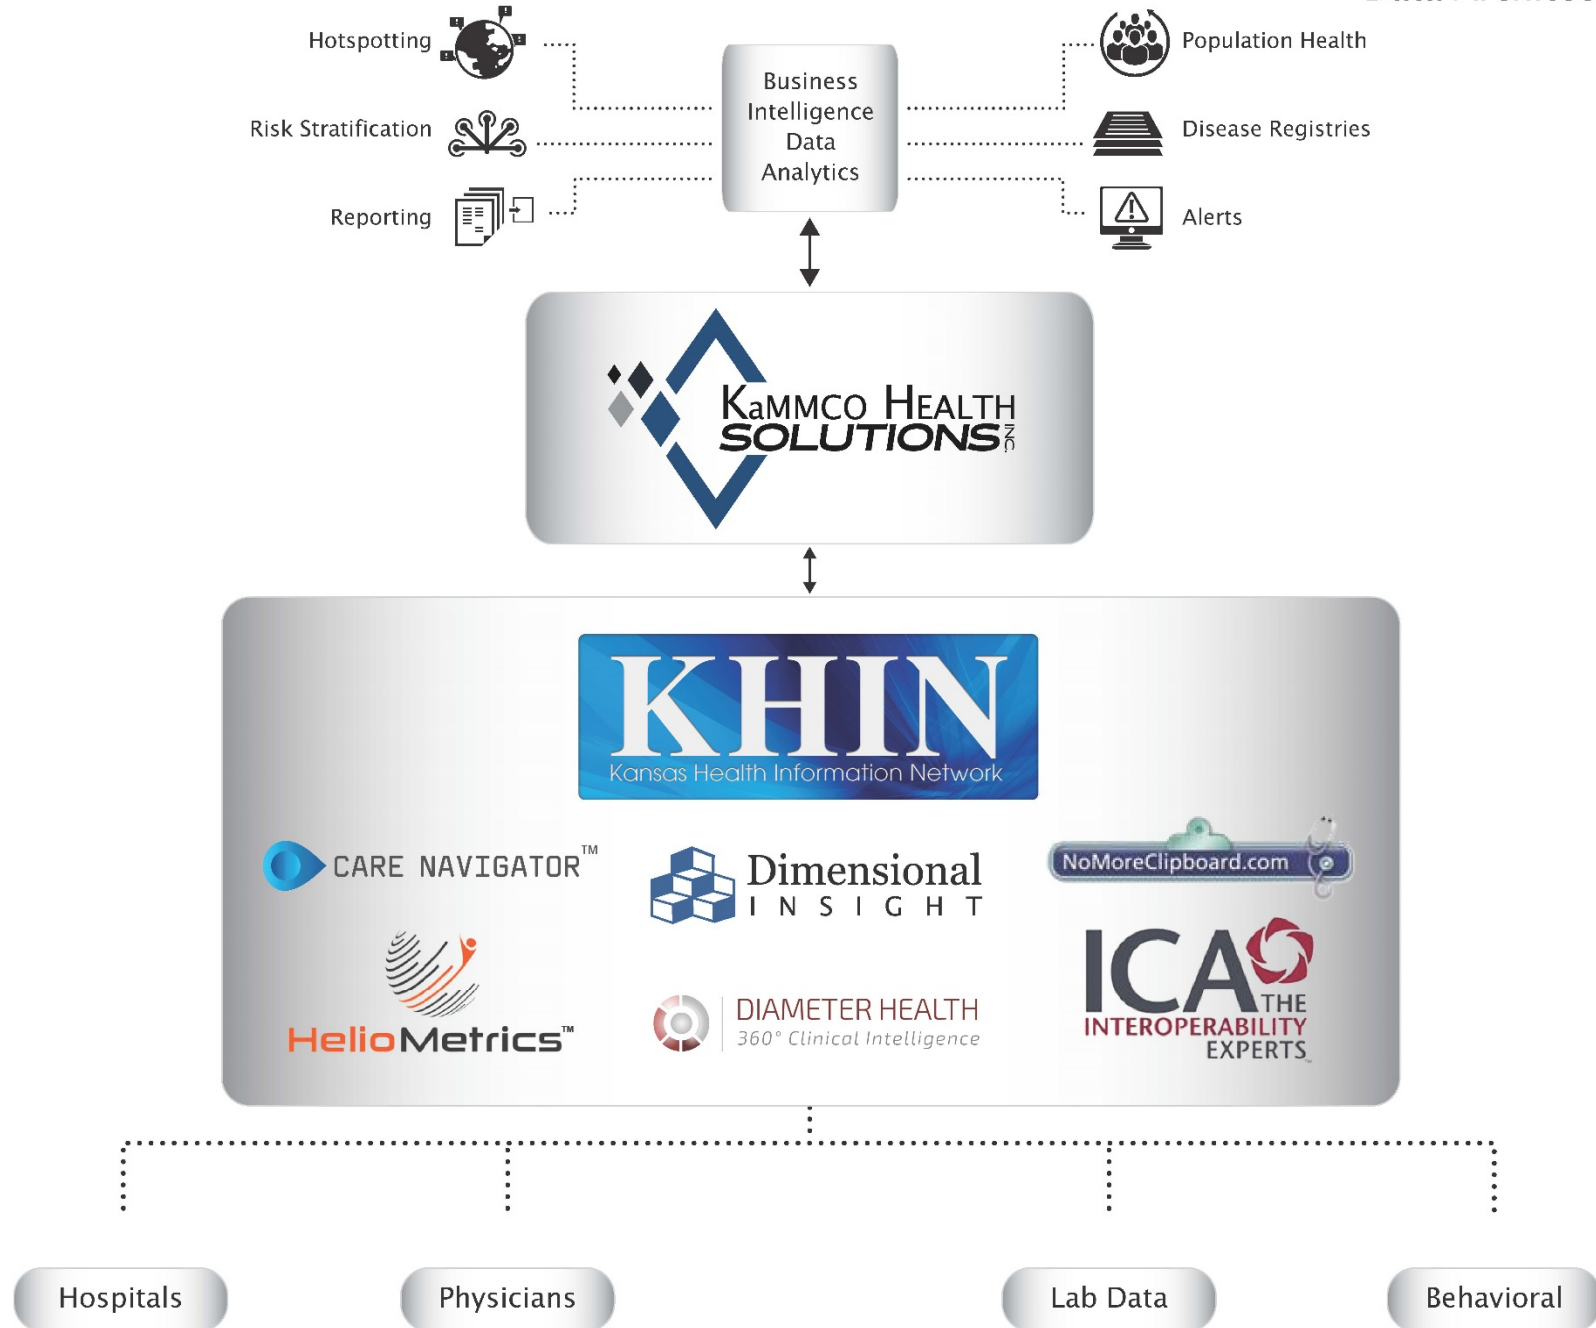 Hotspotting
Risk Stratification
Reporting
Business
Intelligence
Data
Analytics
Population Health
Disease Registries
Alerts
KaMMCO HEALTH
SOLUTIONS INC.
KHIN
Kansas Health Information Network
CARE NAVIGATOR™
Dimensional
INSIGHT
NoMoreClipboard.com
HelioMetrics™
DIAMETER HEALTH
360° Clinical Intelligence
ICA THE
INTEROPERABILITY
EXPERTS
Hospitals
Physicians
Lab Data
Behavioral